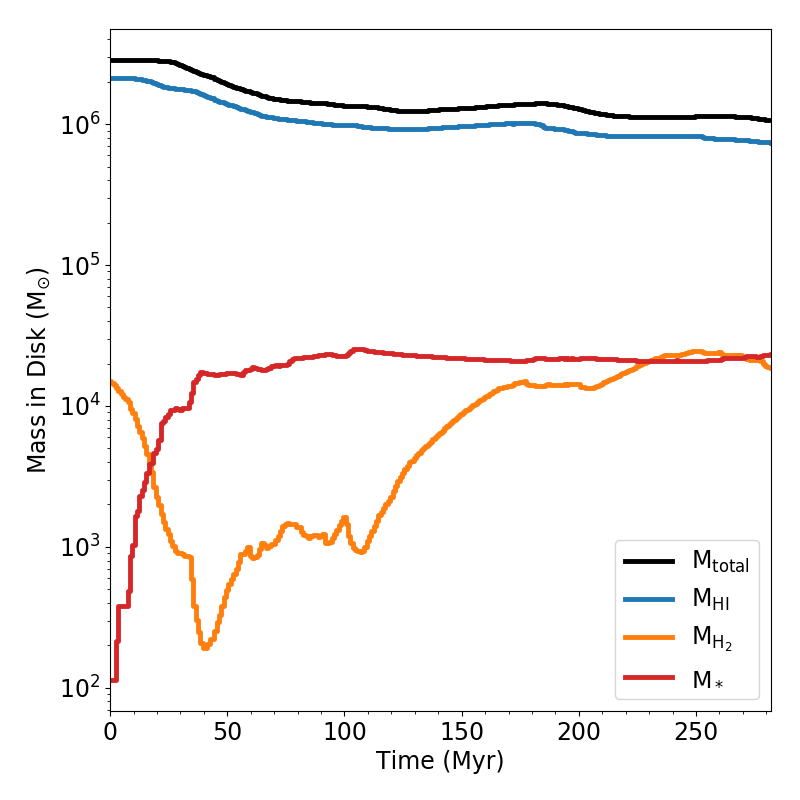 Mass in Disk (M⊙)
10⁶
10⁵
10⁴
10³
10²
0 50 100 150 200 250
Time (Myr)
M_total
M_HI
M_H₂
M_*